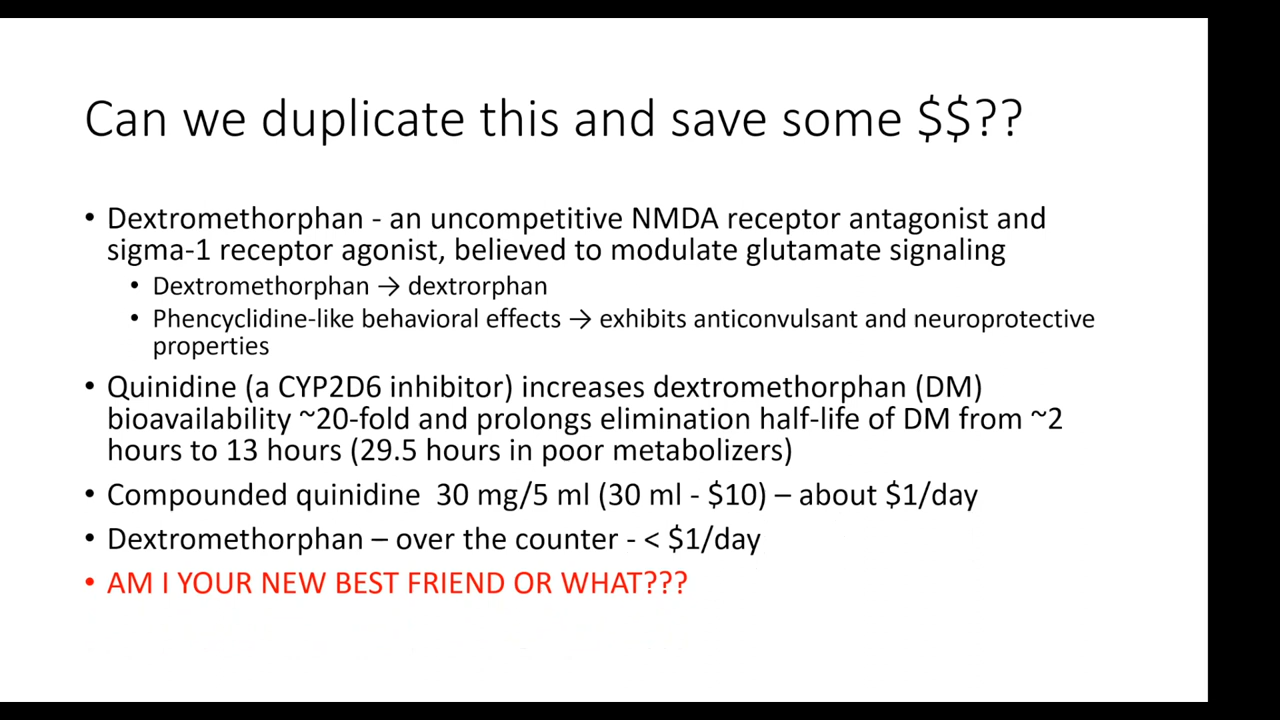 Can we duplicate this and save some $$??
• Dextromethorphan - an uncompetitive NMDA receptor antagonist and
sigma-1 receptor agonist, believed to modulate glutamate signaling
• Dextromethorphan → dextrorphan
• Phencyclidine-like behavioral effects → exhibits anticonvulsant and neuroprotective
properties
• Quinidine (a CYP2D6 inhibitor) increases dextromethorphan (DM)
bioavailability ~20-fold and prolongs elimination half-life of DM from ~2
hours to 13 hours (29.5 hours in poor metabolizers)
• Compounded quinidine  30 mg/5 ml (30 ml - $10) – about $1/day
• Dextromethorphan – over the counter - < $1/day
• AM I YOUR NEW BEST FRIEND OR WHAT???